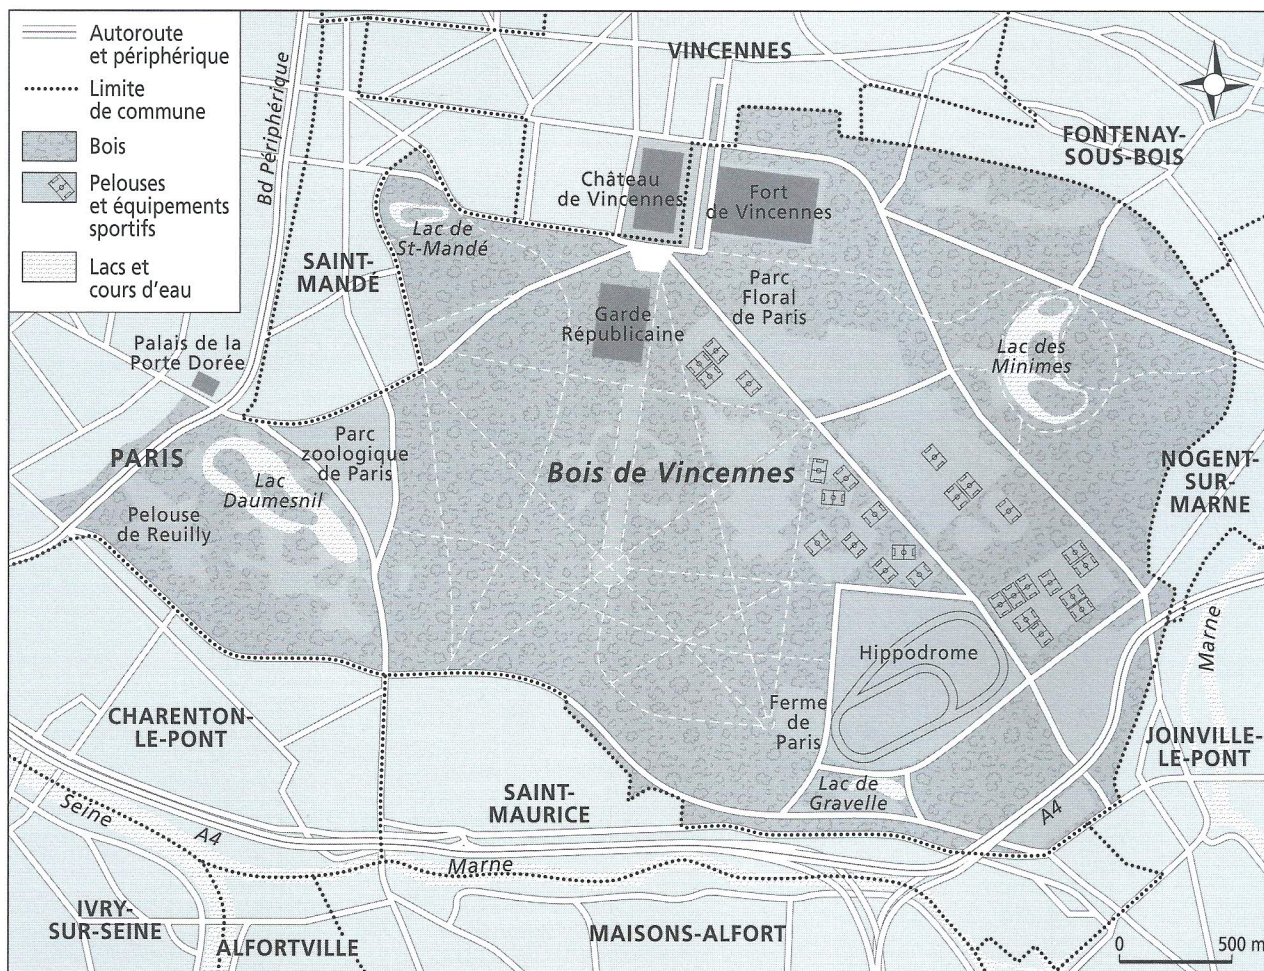 Autoroute
et périphérique
Limite
de commune
Bois
Pelouses
et équipements
sportifs
Lacs et
cours d'eau
Bd Périphérique
VINCENNES
FONTENAY-
SOUS-BOIS
Château
de Vincennes
Fort
de Vincennes
Lac de
St-Mandé
SAINT-
MANDÉ
Parc
Floral
de Paris
Garde
Républicaine
Palais de la
Porte Dorée
Lac des
Minimes
PARIS
Parc
zoologique
de Paris
Lac
Daumesnil
Bois de Vincennes
NOGENT-
SUR-
MARNE
Pelouse
de Reuilly
Marne
Hippodrome
Ferme
de
Paris
CHARENTON-
LE-PONT
JOINVILLE-
LE-PONT
Lac de
Gravelle
SAINT-
MAURICE
A4
Seine
A4
Marne
IVRY-
SUR-SEINE
ALFORTVILLE
MAISONS-ALFORT
0 500 m